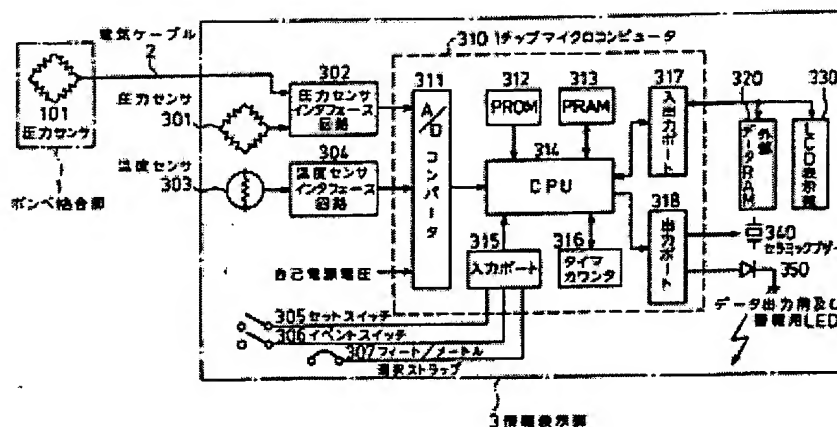 電気ケーブル
2
101
圧力センサ
1
ボンベ結合部
圧力センサ
301
温度センサ
303
302
圧力センサ
インタフェース
回路
304
温度センサ
インタフェース
回路
自己電源電圧
310 1チップマイクロコンピュータ
311
A/Dコンバータ
312
PROM
313
PRAM
314
CPU
315
入力ポート
316
タイマ
カウンタ
317
入出力ポート
318
出力ポート
320
外部
データRAM
330
LCD表示部
340
セラミックブザー
350
データ出力用及び
警報用LED
305 セットスイッチ
306 イベントスイッチ
307 フィート/メートル
選択ストラップ
3 情報表示部